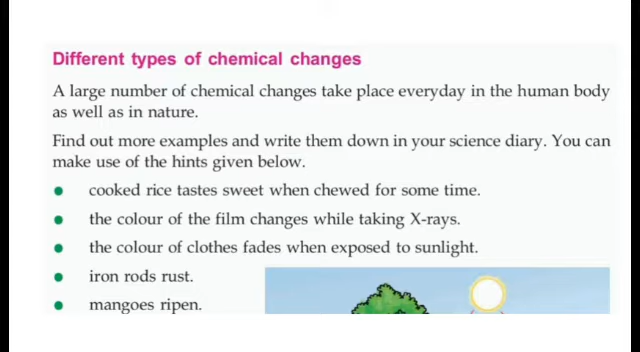 Different types of chemical changes
A large number of chemical changes take place everyday in the human body
as well as in nature.
Find out more examples and write them down in your science diary. You can
make use of the hints given below.
cooked rice tastes sweet when chewed for some time.
the colour of the film changes while taking X-rays.
the colour of clothes fades when exposed to sunlight.
iron rods rust.
mangoes ripen.